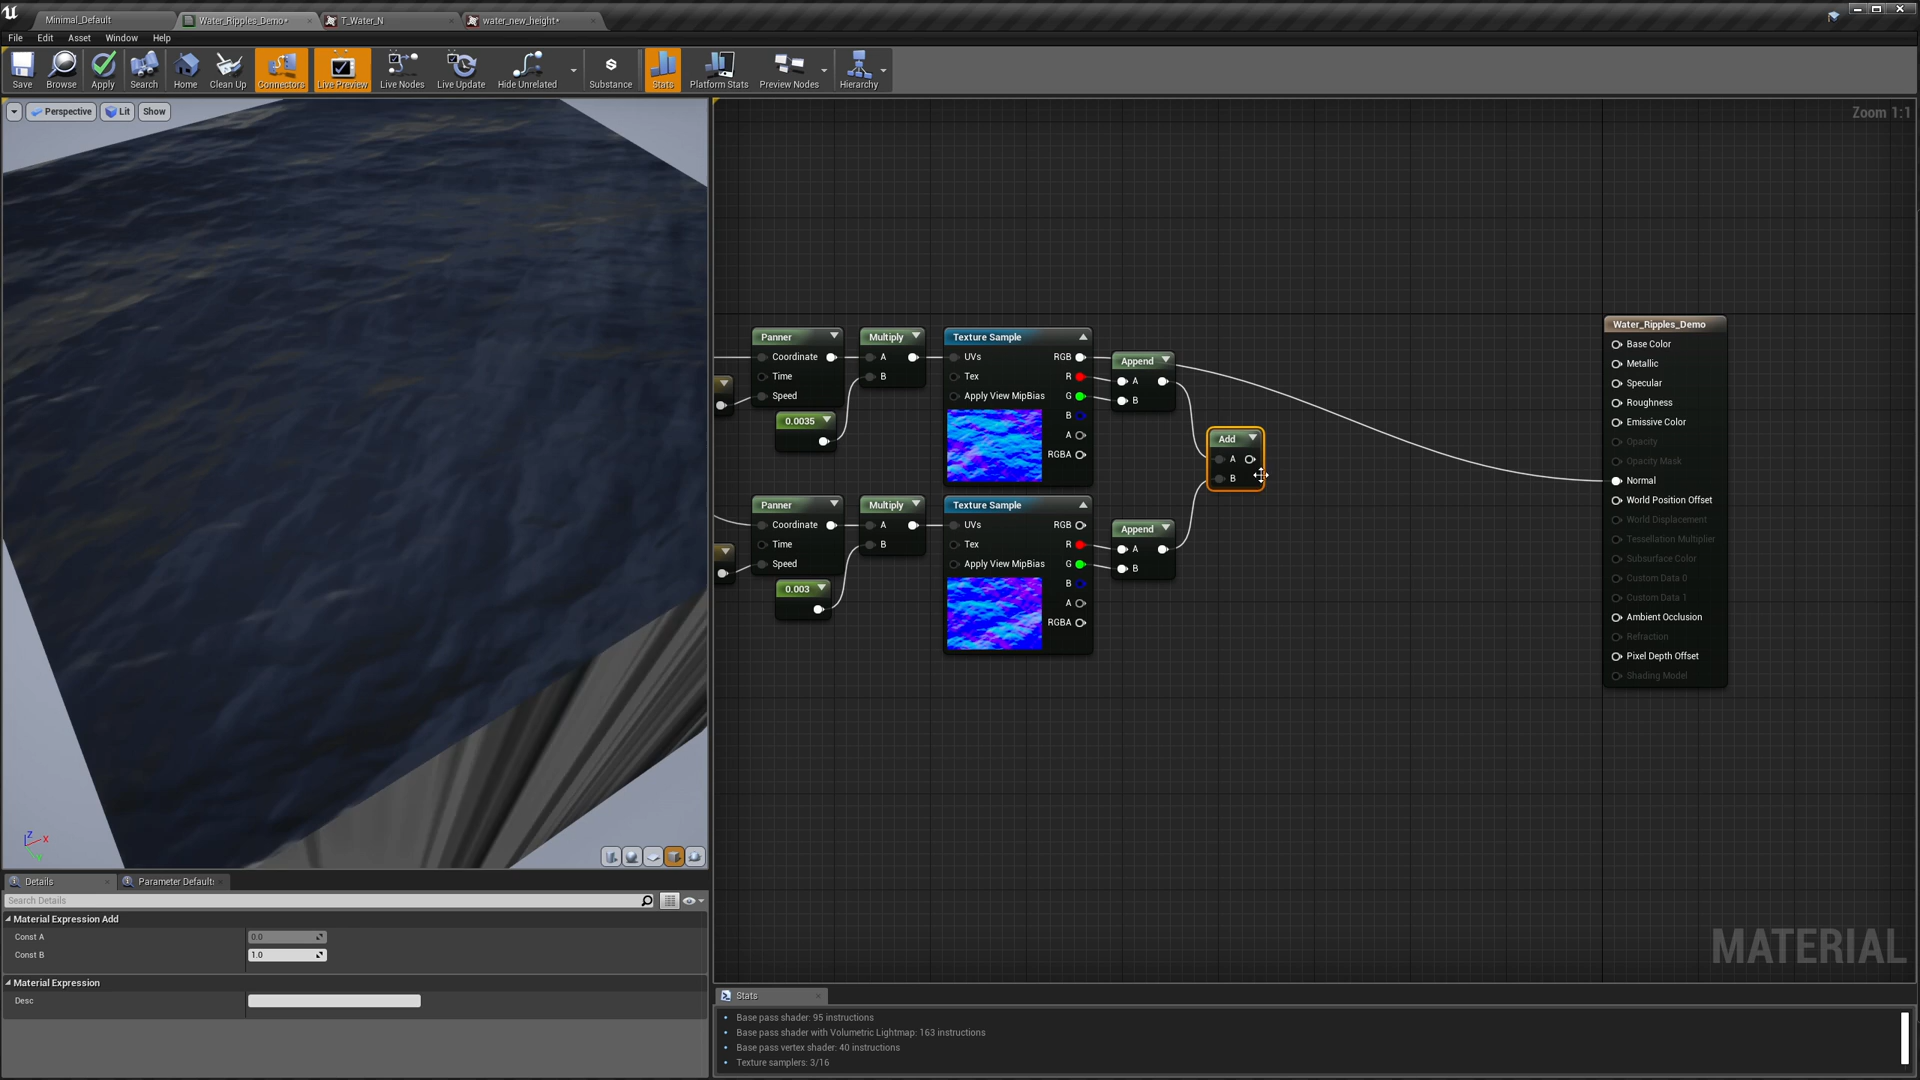 Minimal_Default
Water_Ripples_Demo*
T_Water_N
water_new_height*
File Edit Asset Window Help
Save Browse Apply Search Home Clean Up Connectors Live Preview Live Nodes Live Update Hide Unrelated Substance Stats Platform Stats Preview Nodes Hierarchy
Perspective Lit Show
Zoom 1:1
Panner
Coordinate
Time
Speed
0.0035
Multiply
A
B
Texture Sample
UVs RGB
Tex R
Apply View MipBias G
B
A
RGBA
Append
A
B
Add
A
B
Panner
Coordinate
Time
Speed
0.003
Multiply
A
B
Texture Sample
UVs RGB
Tex R
Apply View MipBias G
B
A
RGBA
Append
A
B
Water_Ripples_Demo
Base Color
Metallic
Specular
Roughness
Emissive Color
Opacity
Opacity Mask
Normal
World Position Offset
World Displacement
Tessellation Multiplier
Subsurface Color
Custom Data 0
Custom Data 1
Ambient Occlusion
Refraction
Pixel Depth Offset
Shading Model
MATERIAL
Z X
Details
Parameter Default
Search Details
Material Expression Add
Const A 0.0
Const B 1.0
Material Expression
Desc
Stats
Base pass shader: 95 instructions
Base pass shader with Volumetric Lightmap: 163 instructions
Base pass vertex shader: 40 instructions
Texture samplers: 3/16